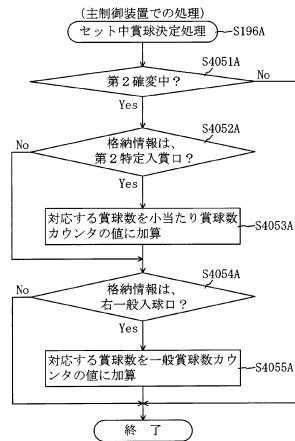 (主制御装置での処理)
セット中賞球決定処理
S196A
S4051A
第2確変中?
No
Yes
S4052A
格納情報は、
第2特定入賞口?
No
Yes
対応する賞球数を小当たり賞球数
カウンタの値に加算
S4053A
S4054A
格納情報は、
右一般入球口?
No
Yes
対応する賞球数を一般賞球数カウ
ンタの値に加算
S4055A
終 了